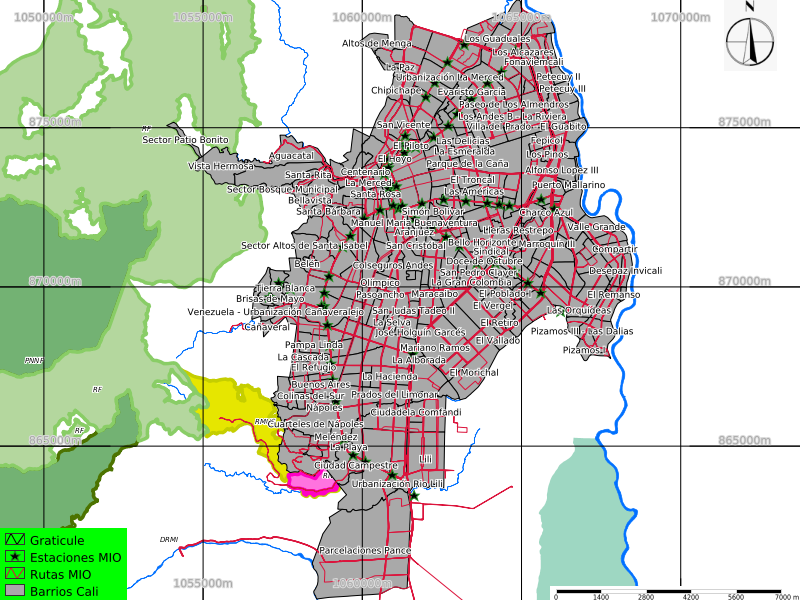 1050000m 1055000m 1060000m 1065000m 1070000m
N
Los Guaduales
Altos de Menga
Los Alcazares
Fonaviemcali
La Paz
Urbanización La Merced
Petecuy II
Chipichape
Evaristo García
Petecuy III
Paseo de Los Almendros
875000m
Los Andes B - La Riviera
875000m
San Vicente
Villa del Prado - El Guabito
RF
Sector Patio Bonito
El Piloto
Las Delicias
Fepicol
La Esmeralda
Aguacatal
El Hoyo
Los Pinos
Vista Hermosa
Parque de la Caña
Santa Rita
Centenario
Alfonso Lopez III
La Merced
El Troncal
Puerto Mallarino
Sector Bosque Municipal
Santa Rosa
Las Américas
Bellavista
Santa Bárbara
Simón Bolivar
Charco Azul
Manuel María Buenaventura
Valle Grande
Aranjuez
Lleras Restrepo
Sector Altos de Santa Isabel
San Cristóbal
Bello Horizonte
Marroquín III
Compartir
Sindical
Belén
Colseguros Andes
Doce de Octubre
Desepaz Invicali
San Pedro Claver
870000m
Olímpico
La Gran Colombia
870000m
Tierra Blanca
Pasoancho
Maracaibo
El Poblado I
El Remanso
Brisas de Mayo
El Vergel
Venezuela - Urbanización Cañaveralejo
San Judas Tadeo II
Las Orquídeas
La Selva
El Retiro
Cañaveral
José Holguín Garcés
Pizamos III - Las Dalias
Pampa Linda
Mariano Ramos
El Vallado
Pizamos I
La Cascada
La Alborada
PNNF
El Refugio
La Hacienda
El Morichal
Buenos Aires
RF
Colinas del Sur
Prados del Limonar
Nápoles
Ciudadela Comfandi
RMVC
Cuarteles de Nápoles
RF
Meléndez
865000m
La Playa
865000m
Ciudad Campestre
Lili
Urbanización Río Lili
DRMI
Graticule
Parcelaciones Pance
Estaciones MIO
Rutas MIO
1055000m 1060000m
Barrios Cali
0 1400 2800 4200 5600 7000 m